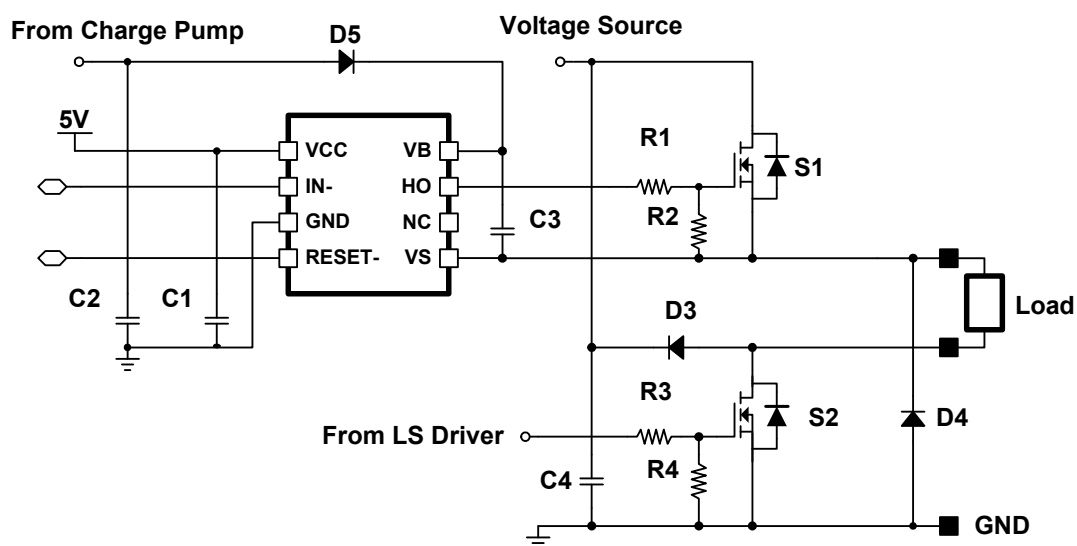 From Charge Pump
D5
Voltage Source
5V
VCC
VB
R1
IN-
HO
S1
R2
GND
NC
C3
RESET-
VS
C2
C1
D3
Load
R3
S2
D4
From LS Driver
R4
C4
GND